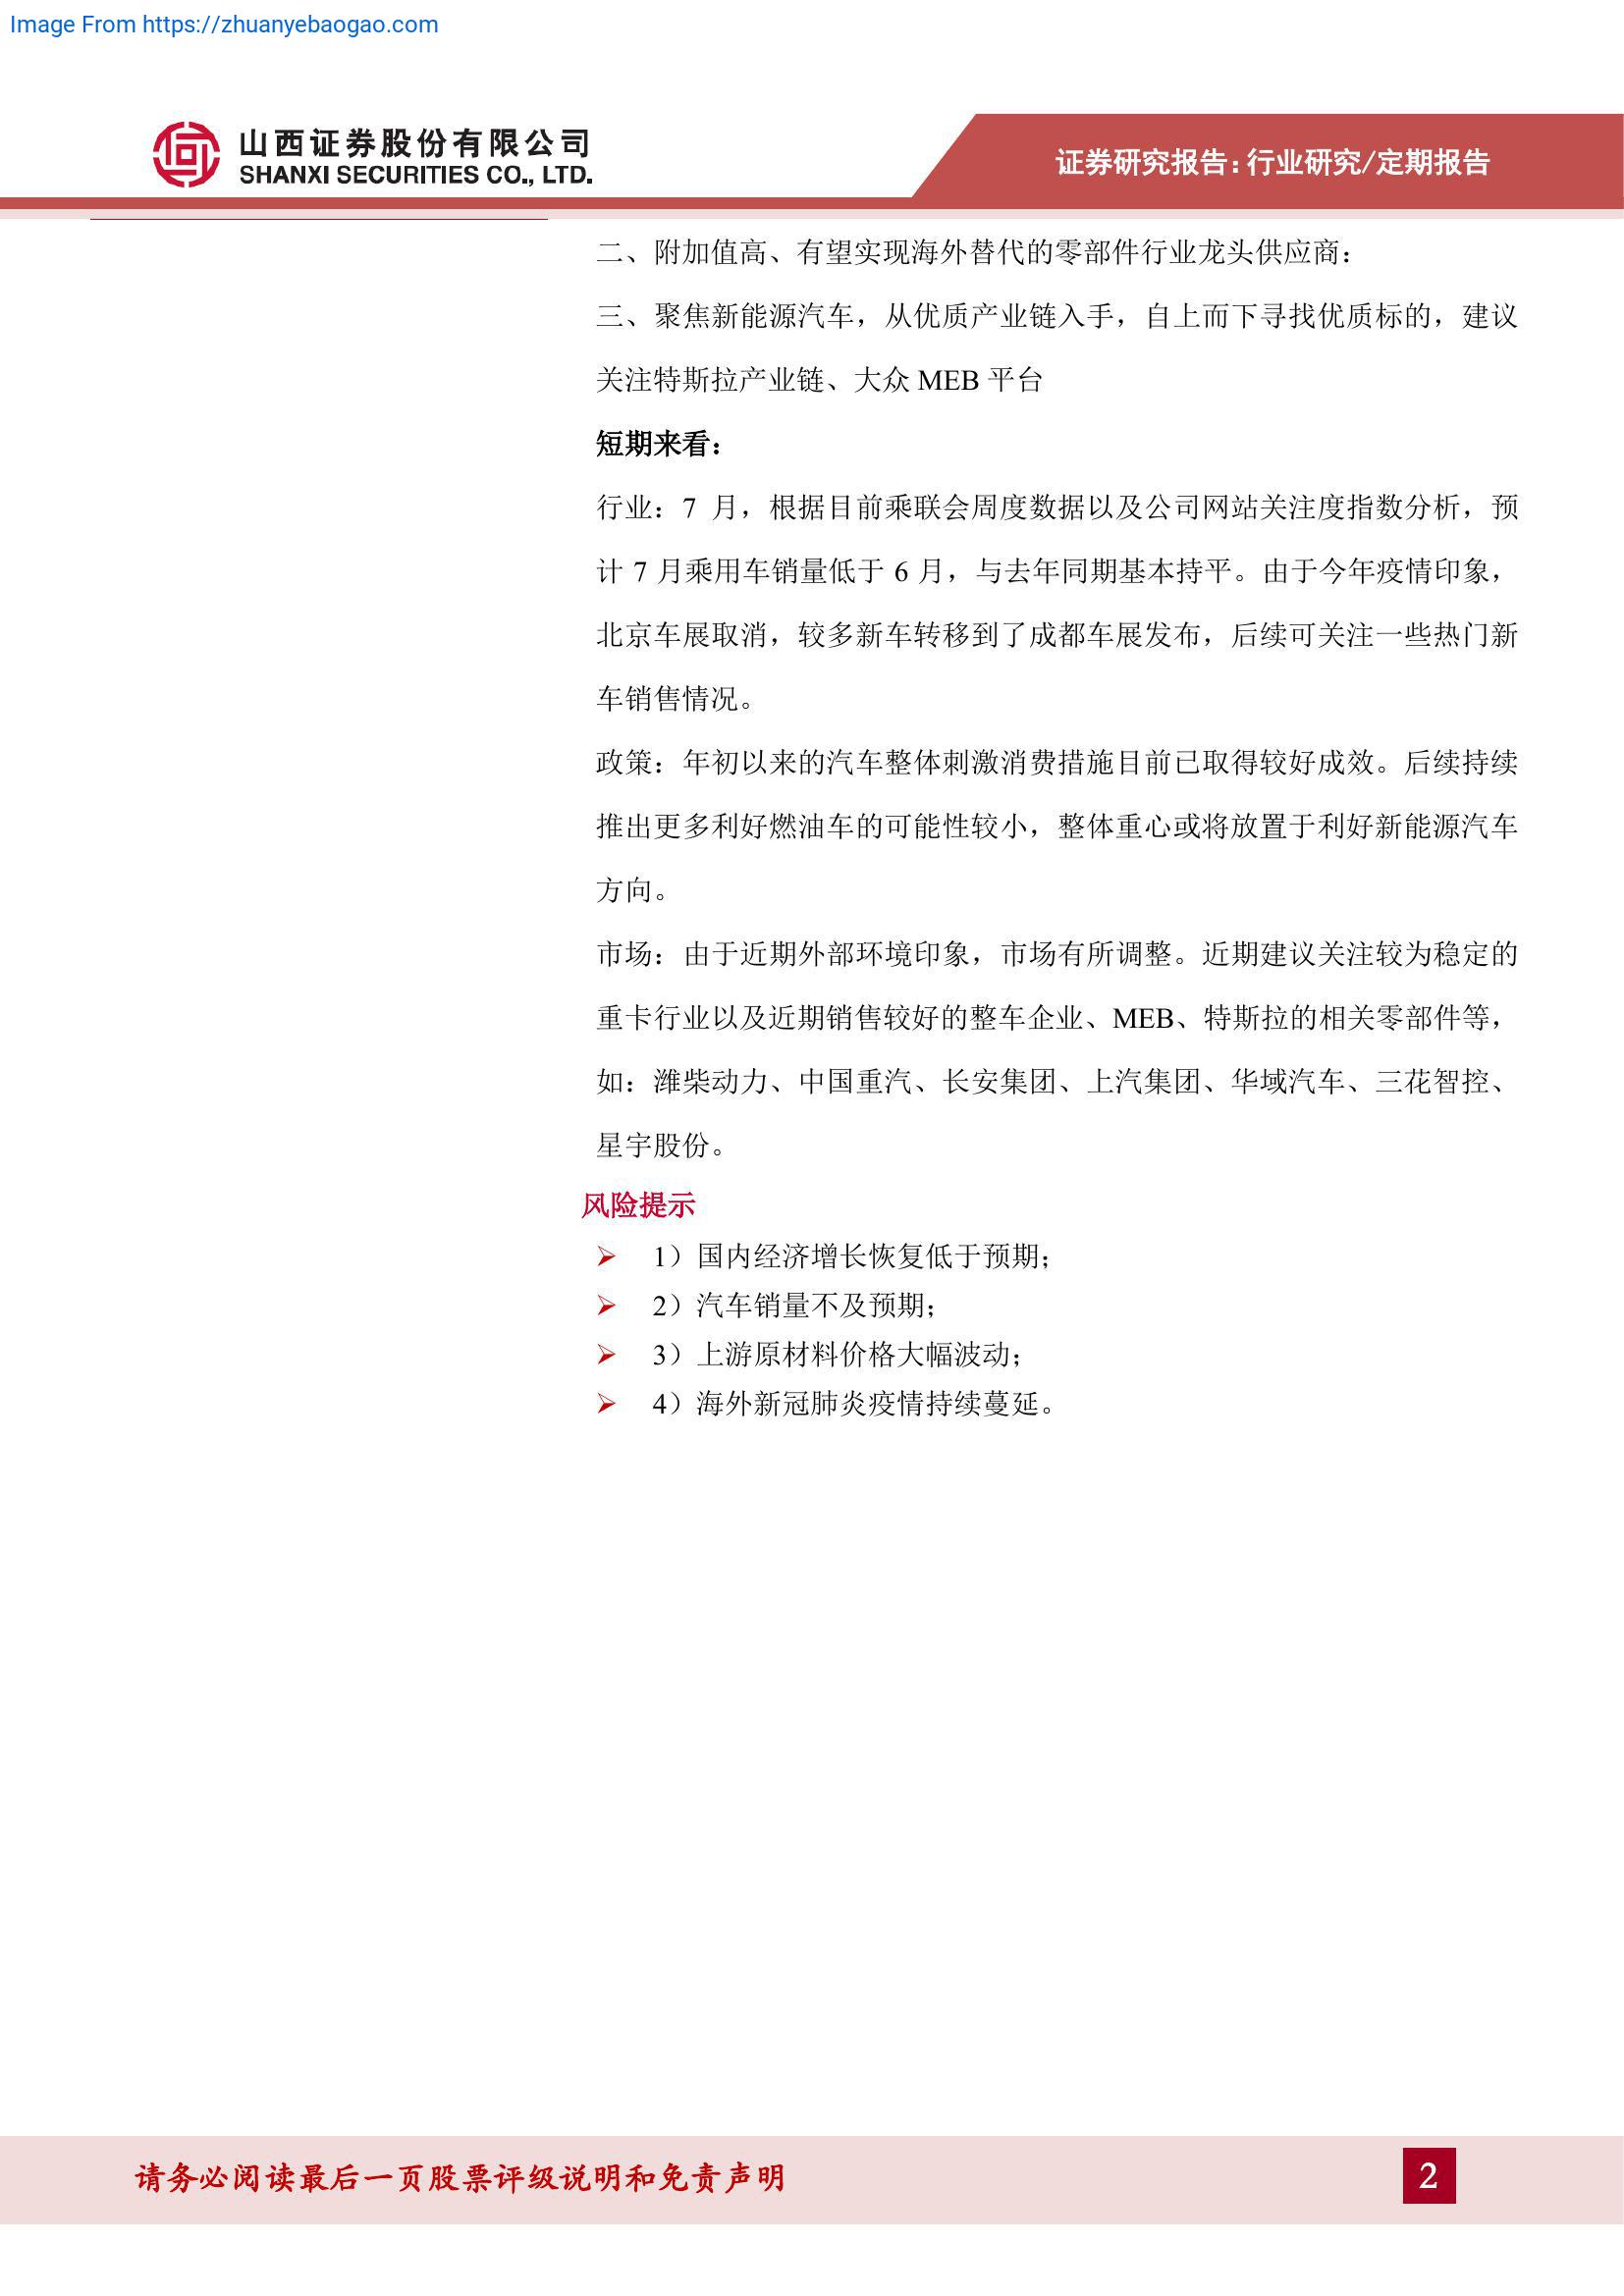 Image From https://zhuanyebaogao.com
山西证券股份有限公司
SHANXI SECURITIES CO., LTD.
证券研究报告：行业研究/定期报告
二、附加值高、有望实现海外替代的零部件行业龙头供应商：
三、聚焦新能源汽车，从优质产业链入手，自上而下寻找优质标的，建议
关注特斯拉产业链、大众 MEB 平台
短期来看：
行业：7 月，根据目前乘联会周度数据以及公司网站关注度指数分析，预
计 7 月乘用车销量低于 6 月，与去年同期基本持平。由于今年疫情印象，
北京车展取消，较多新车转移到了成都车展发布，后续可关注一些热门新
车销售情况。
政策：年初以来的汽车整体刺激消费措施目前已取得较好成效。后续持续
推出更多利好燃油车的可能性较小，整体重心或将放置于利好新能源汽车
方向。
市场：由于近期外部环境印象，市场有所调整。近期建议关注较为稳定的
重卡行业以及近期销售较好的整车企业、MEB、特斯拉的相关零部件等，
如：潍柴动力、中国重汽、长安集团、上汽集团、华域汽车、三花智控、
星宇股份。
风险提示
➢ 1）国内经济增长恢复低于预期；
➢ 2）汽车销量不及预期；
➢ 3）上游原材料价格大幅波动；
➢ 4）海外新冠肺炎疫情持续蔓延。
请务必阅读最后一页股票评级说明和免责声明
2